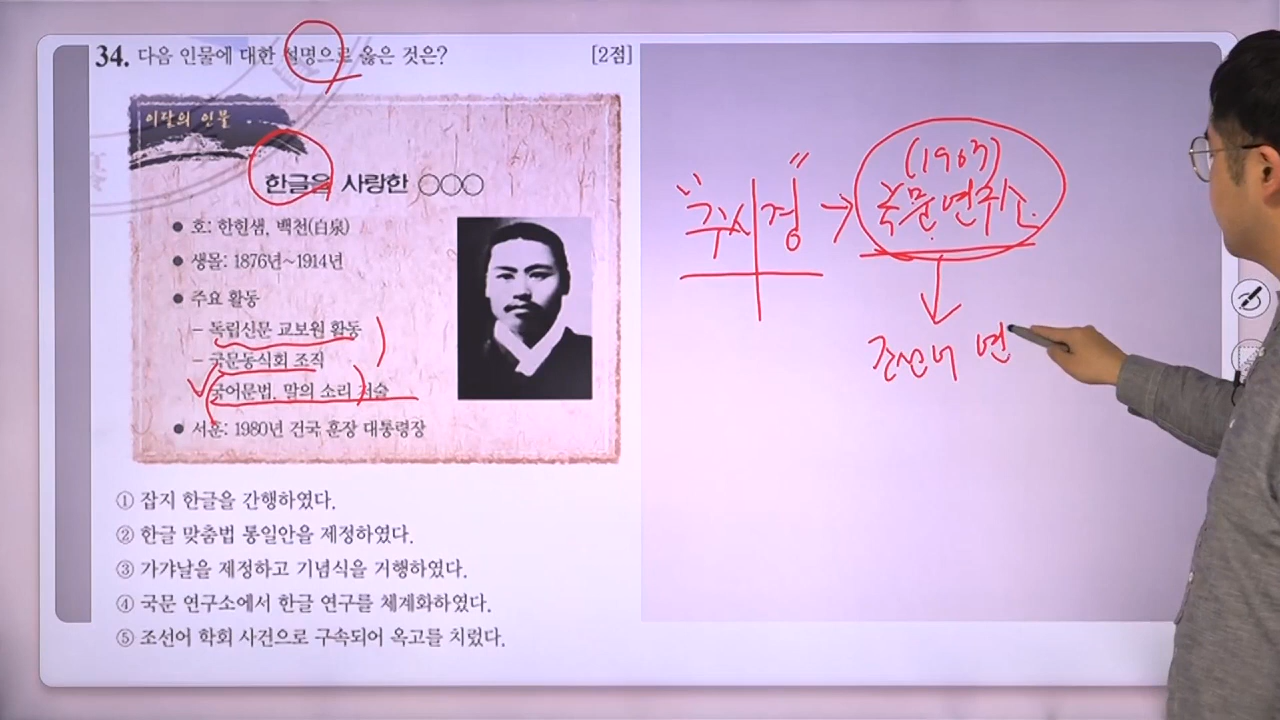 34. 다음 인물에 대한 설명으로 옳은 것은? [2점]
이달의 인물
한글을 사랑한 ○○○
● 호: 한힌샘, 백천(白泉)
● 생몰: 1876년~1914년
● 주요 활동
– 독립신문 교보원 활동
– 국문동식회 조직
– 국어문법, 말의 소리 저술
● 서훈: 1980년 건국 훈장 대통령장
① 잡지 한글을 간행하였다.
② 한글 맞춤법 통일안을 제정하였다.
③ 가갸날을 제정하고 기념식을 거행하였다.
④ 국문 연구소에서 한글 연구를 체계화하였다.
⑤ 조선어 학회 사건으로 구속되어 옥고를 치렀다.
"주시경" → (1907)
국문연구소
↓
조선어 연